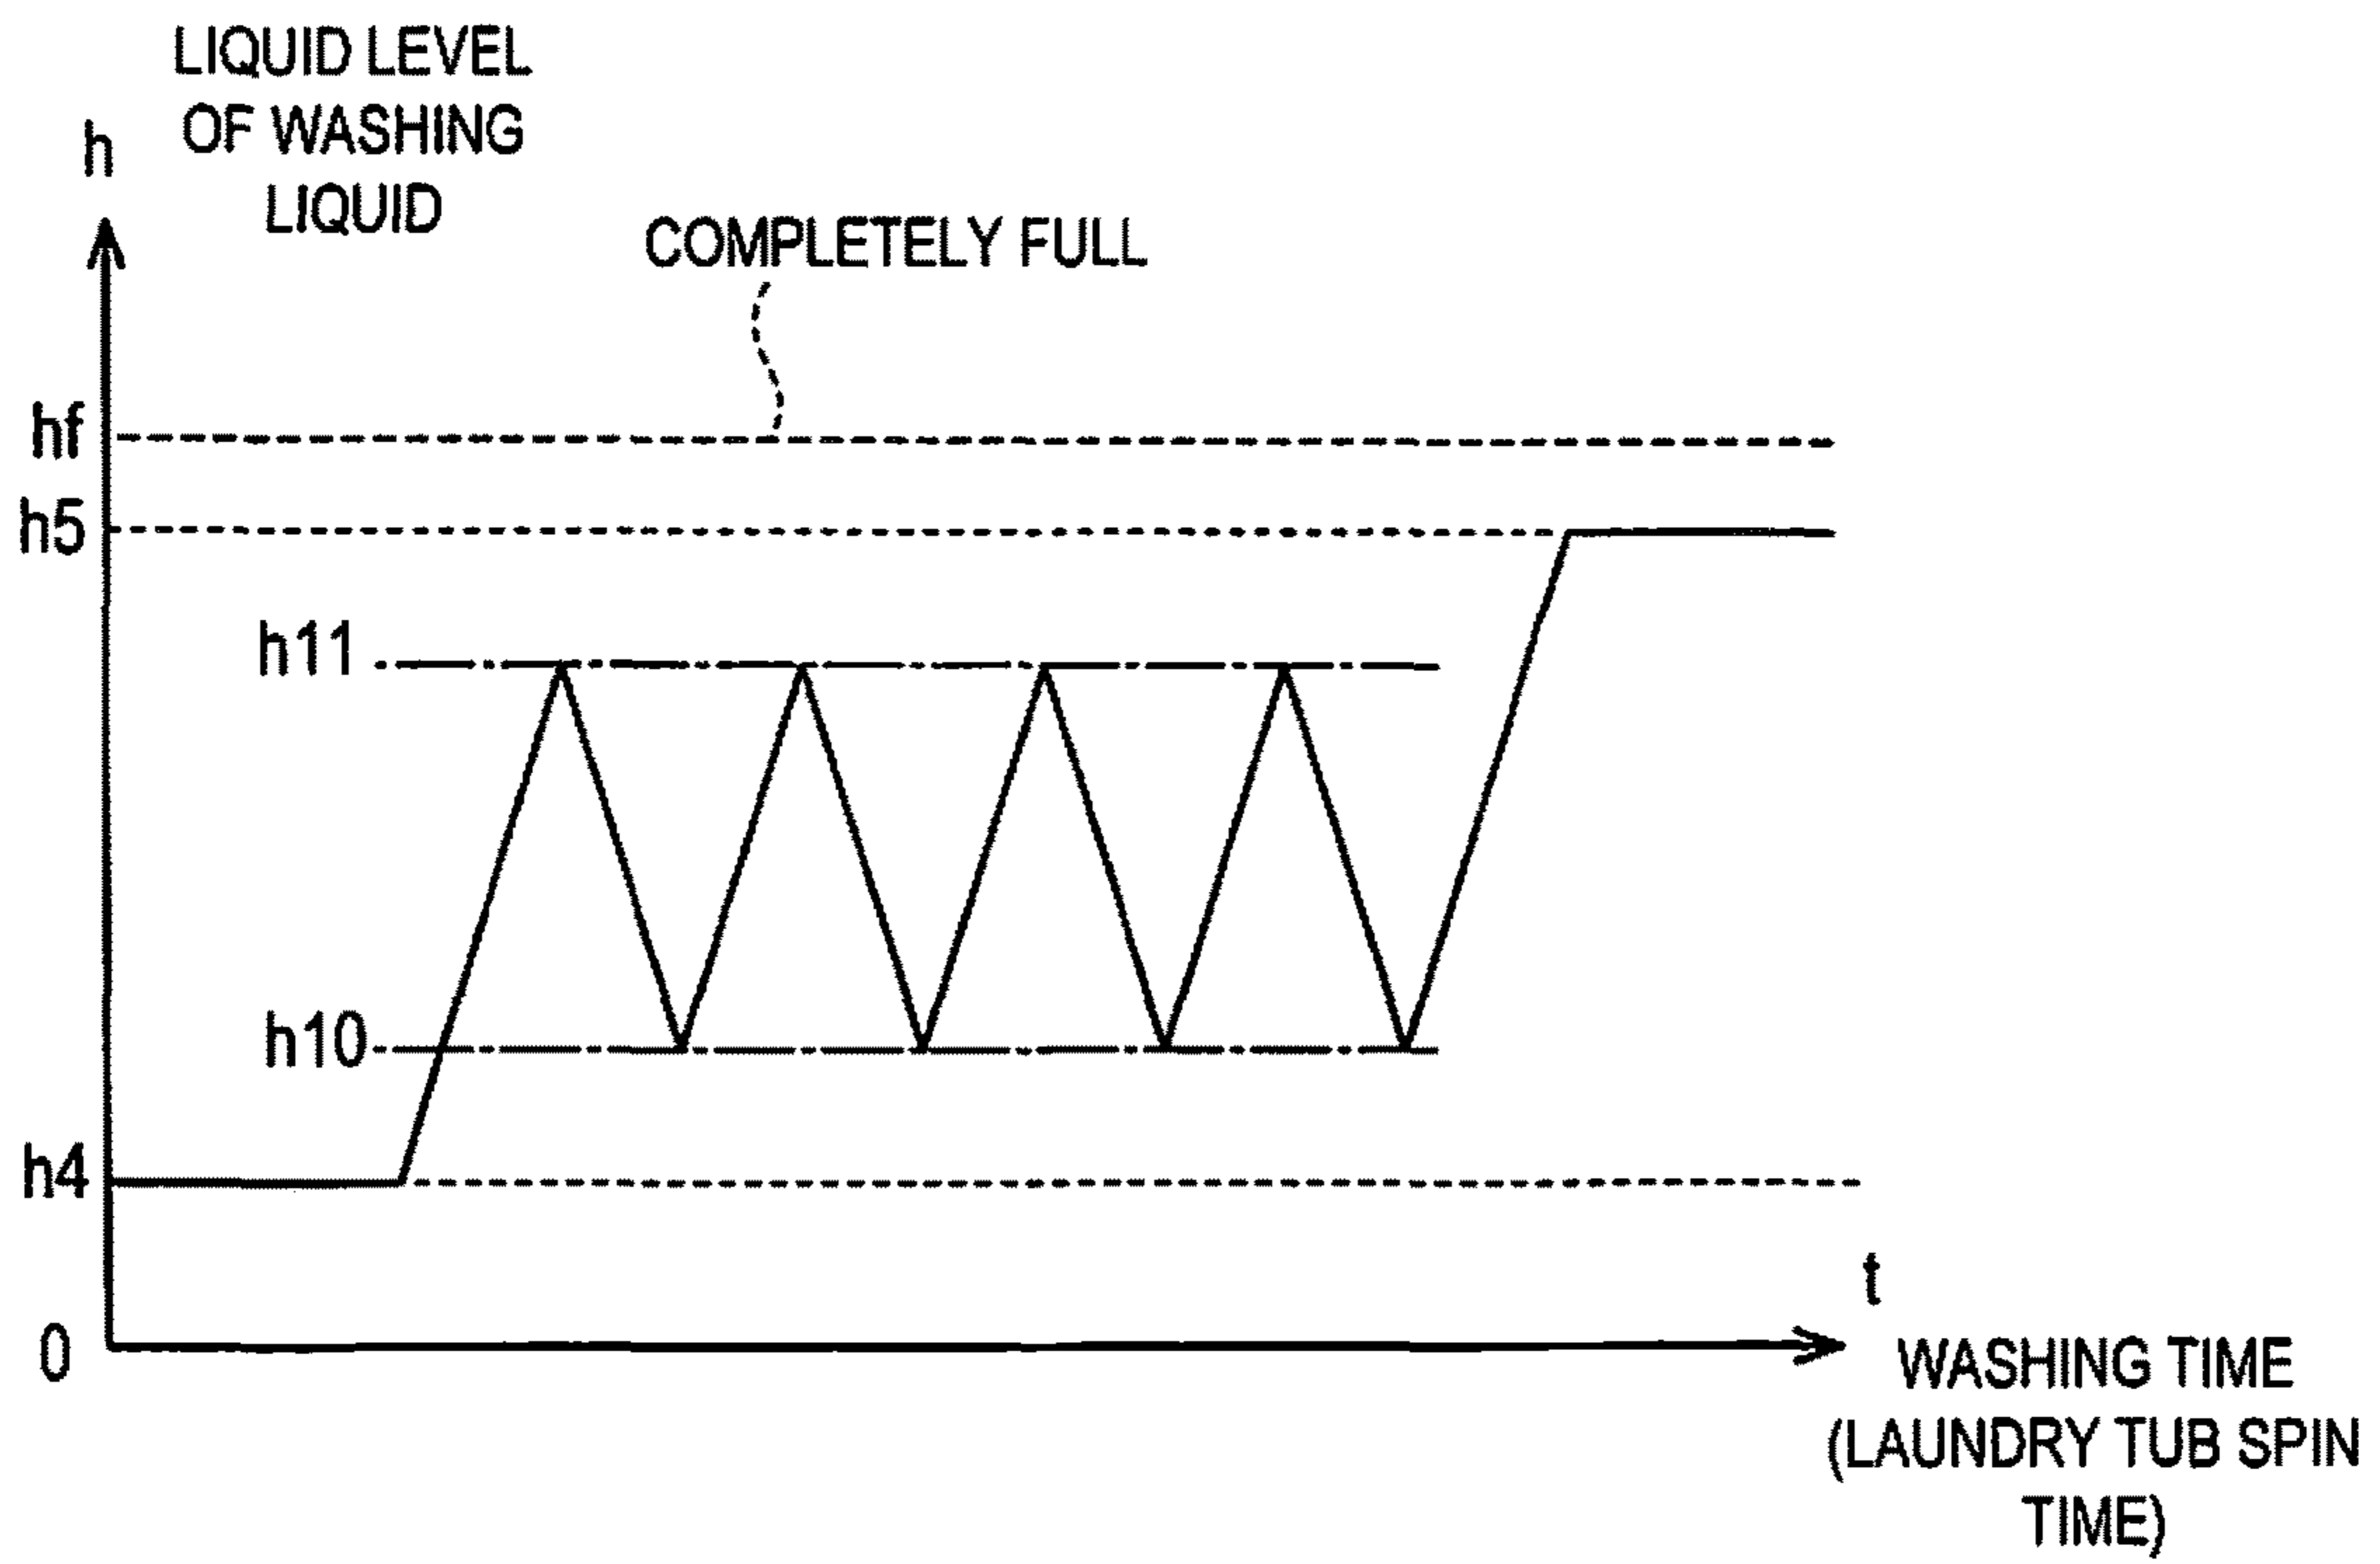 LIQUID LEVEL
OF WASHING
LIQUID
h
COMPLETELY FULL
hf
h5
h11
h10
h4
0
t
WASHING TIME
(LAUNDRY TUB SPIN
TIME)